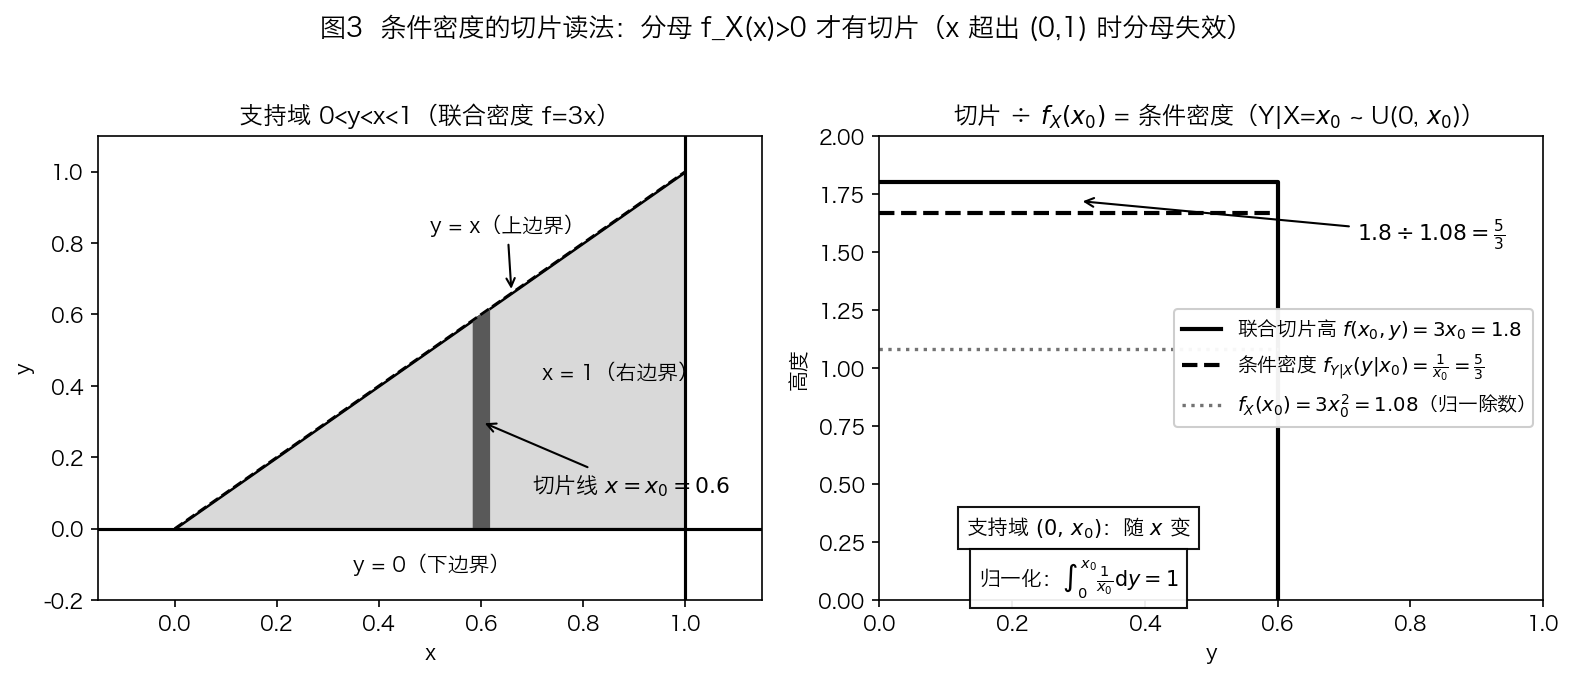 图3 条件密度的切片读法：分母 f_X(x)>0 才有切片（x 超出 (0,1) 时分母失效）
支持域 0<y<x<1（联合密度 f=3x）
1.0
0.8
0.6
0.4
0.2
0.0
-0.2
y
y = x（上边界）
x = 1（右边界）
切片线 x = x₀ = 0.6
y = 0（下边界）
0.0 0.2 0.4 0.6 0.8 1.0
x
切片 ÷ f_X(x₀) = 条件密度（Y|X=x₀ ~ U(0, x₀)）
2.00
1.75
1.50
1.25
1.00
0.75
0.50
0.25
0.00
高度
1.8 ÷ 1.08 = 5/3
联合切片高 f(x₀, y) = 3x₀ = 1.8
条件密度 f_{Y|X}(y|x₀) = 1/x₀ = 5/3
f_X(x₀) = 3x₀² = 1.08（归一除数）
支持域 (0, x₀)：随 x 变
归一化：∫₀^{x₀} 1/x₀ dy = 1
0.0 0.2 0.4 0.6 0.8 1.0
y